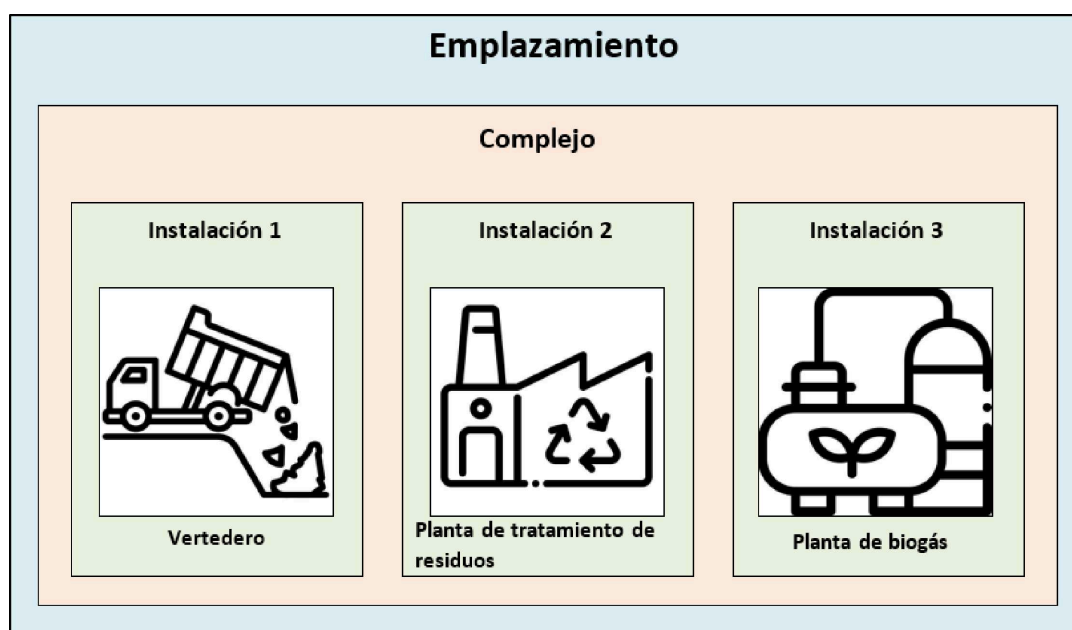 Emplazamiento
Complejo
Instalación 1
Instalación 2
Instalación 3
Vertedero
Planta de tratamiento de
residuos
Planta de biogás